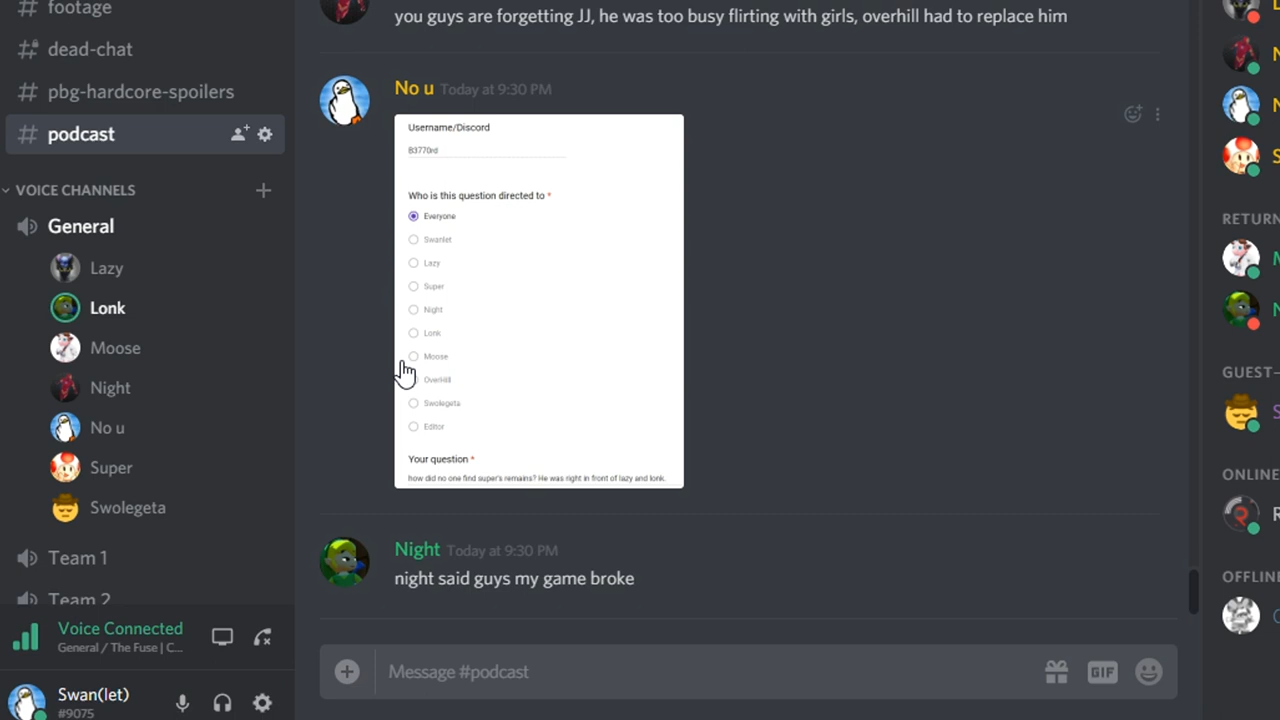 footage
dead-chat
pbg-hardcore-spoilers
podcast
VOICE CHANNELS
General
Lazy
Lonk
Moose
Night
No u
Super
Swolegeta
Team 1
Team 2
Voice Connected
General / The Fuse | C...
Swan(let)
#9075
you guys are forgetting JJ, he was too busy flirting with girls, overhill had to replace him
No u Today at 9:30 PM
Username/Discord
B3770rd
Who is this question directed to *
Everyone
Swanlet
Lazy
Super
Night
Lonk
Moose
OverHill
Swolegeta
Editor
Your question *
how did no one find super's remains? He was right in front of lazy and lonk.
Night Today at 9:30 PM
night said guys my game broke
Message #podcast
GIF
RETURN
GUEST-
ONLINE
OFFLIN